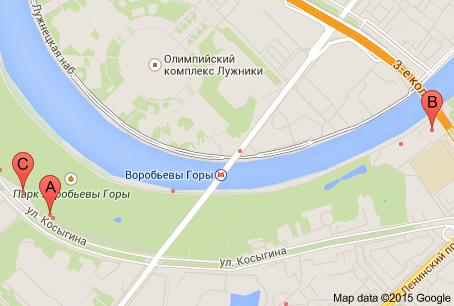 Лужнецкая наб.
Олимпийский
комплекс Лужники
3-е кол
B
Воробьевы Горы
C
A
Парк Воробьевы Горы
ул. Косыгина
ул. Косыгина
Ленинский пр
Map data ©2015 Google